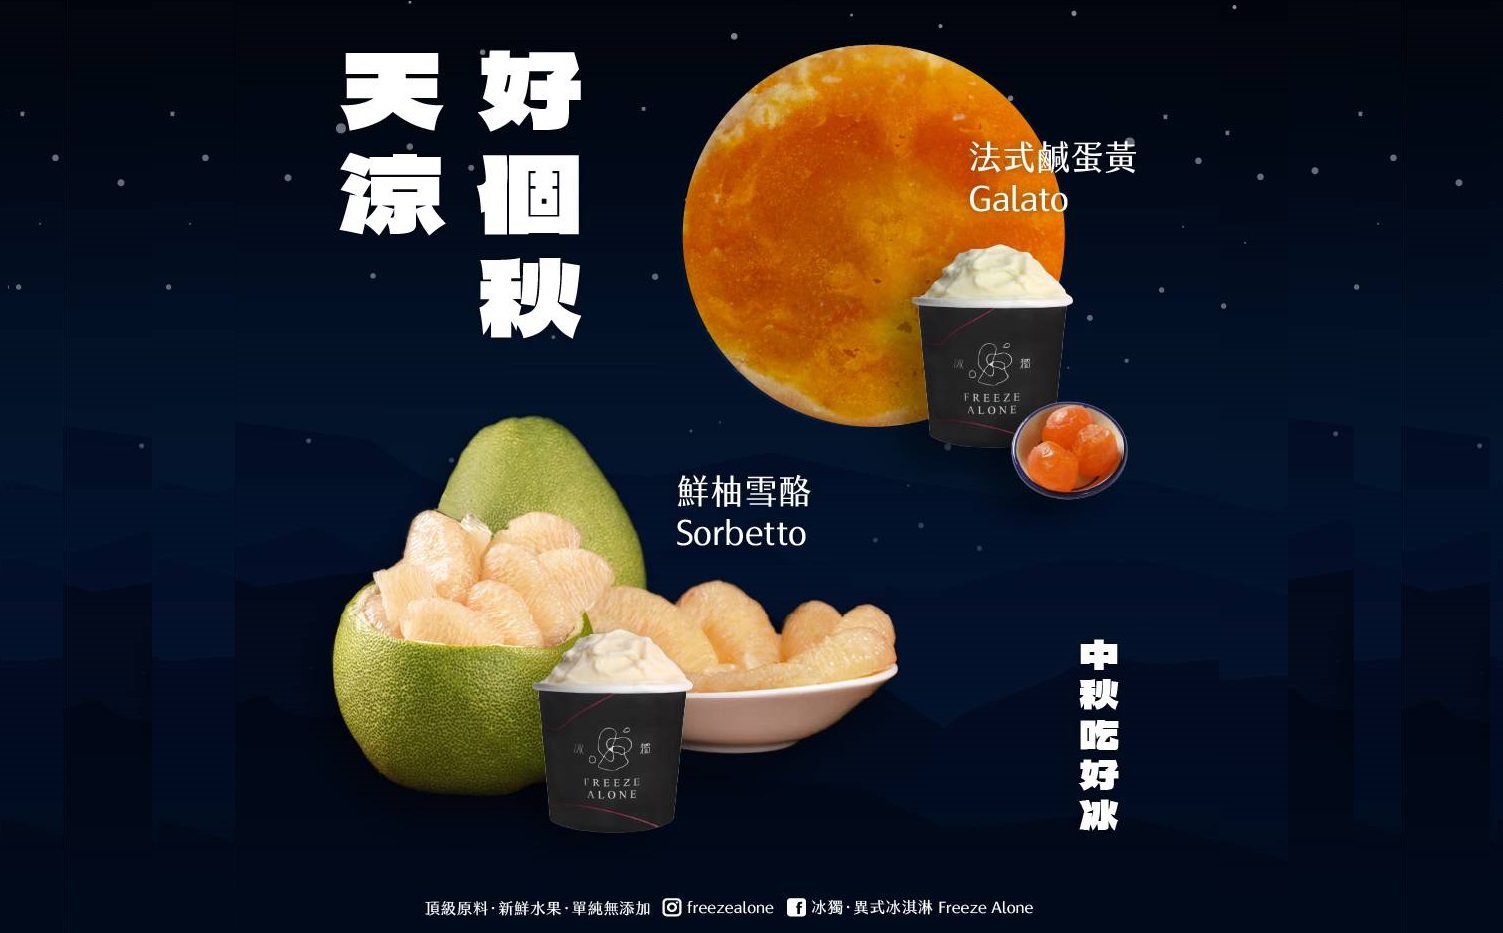 天涼
好個秋
法式鹹蛋黃
Galato
冰 獨
FREEZE
ALONE
鮮柚雪酪
Sorbetto
冰 獨
FREEZE
ALONE
中秋吃好冰
頂級原料·新鮮水果·單純無添加 freezealone 冰獨·異式冰淇淋 Freeze Alone